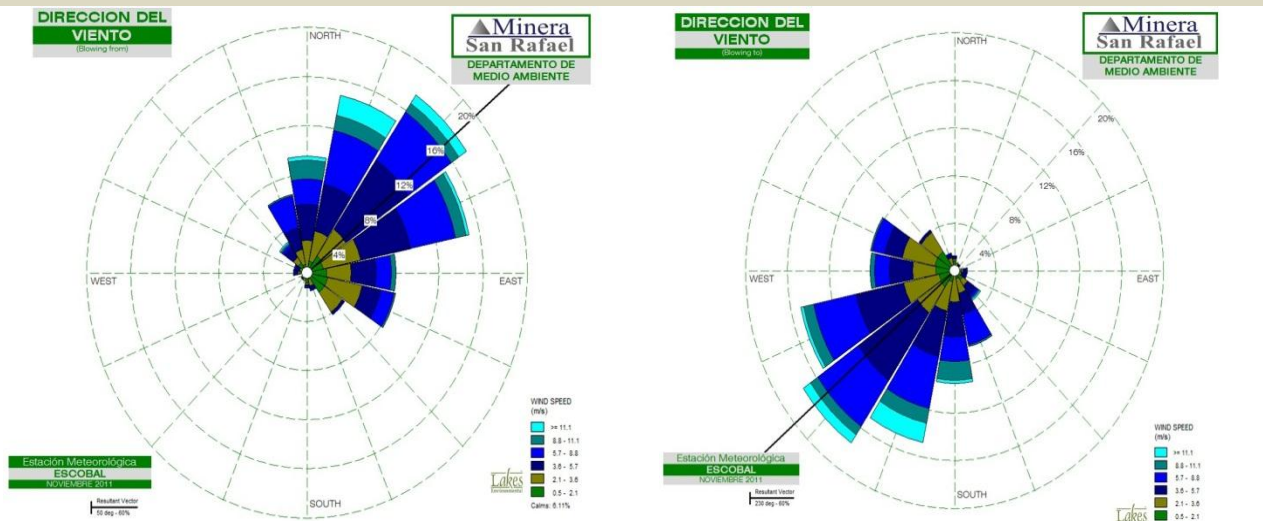 DIRECCION DEL
VIENTO
(Blowing from)
Minera
San Rafael
DEPARTAMENTO DE
MEDIO AMBIENTE
NORTH
20%
16%
12%
8%
4%
WEST
EAST
SOUTH
WIND SPEED
(m/s)
>= 11.1
8.8 - 11.1
5.7 - 8.8
3.6 - 5.7
2.1 - 3.6
0.5 - 2.1
Calms: 6.11%
Estación Meteorológica
ESCOBAL
NOVIEMBRE 2011
Resultant Vector
50 deg - 60%
Lakes
Environmental
DIRECCION DEL
VIENTO
(Blowing to)
Minera
San Rafael
DEPARTAMENTO DE
MEDIO AMBIENTE
NORTH
20%
16%
12%
8%
4%
WEST
EAST
SOUTH
WIND SPEED
(m/s)
>= 11.1
8.8 - 11.1
5.7 - 8.8
3.6 - 5.7
2.1 - 3.6
0.5 - 2.1
Estación Meteorológica
ESCOBAL
NOVIEMBRE 2011
Resultant Vector
230 deg - 60%
Lakes